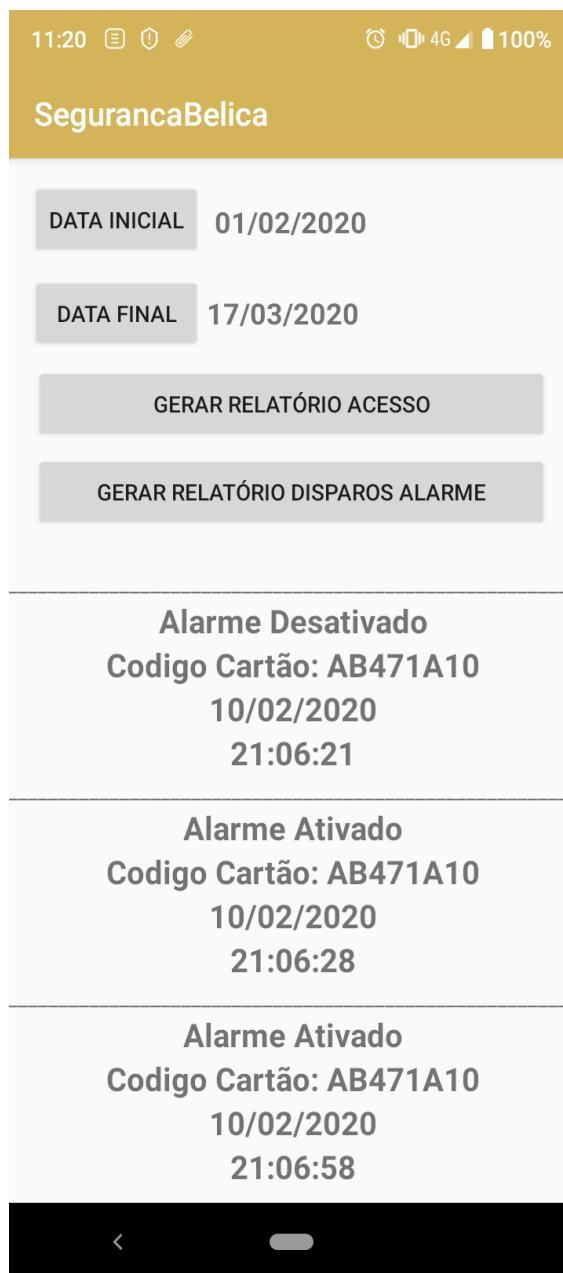 11:20 4G 100%
SegurancaBelica
DATA INICIAL 01/02/2020
DATA FINAL 17/03/2020
GERAR RELATÓRIO ACESSO
GERAR RELATÓRIO DISPAROS ALARME
Alarme Desativado
Codigo Cartão: AB471A10
10/02/2020
21:06:21
Alarme Ativado
Codigo Cartão: AB471A10
10/02/2020
21:06:28
Alarme Ativado
Codigo Cartão: AB471A10
10/02/2020
21:06:58